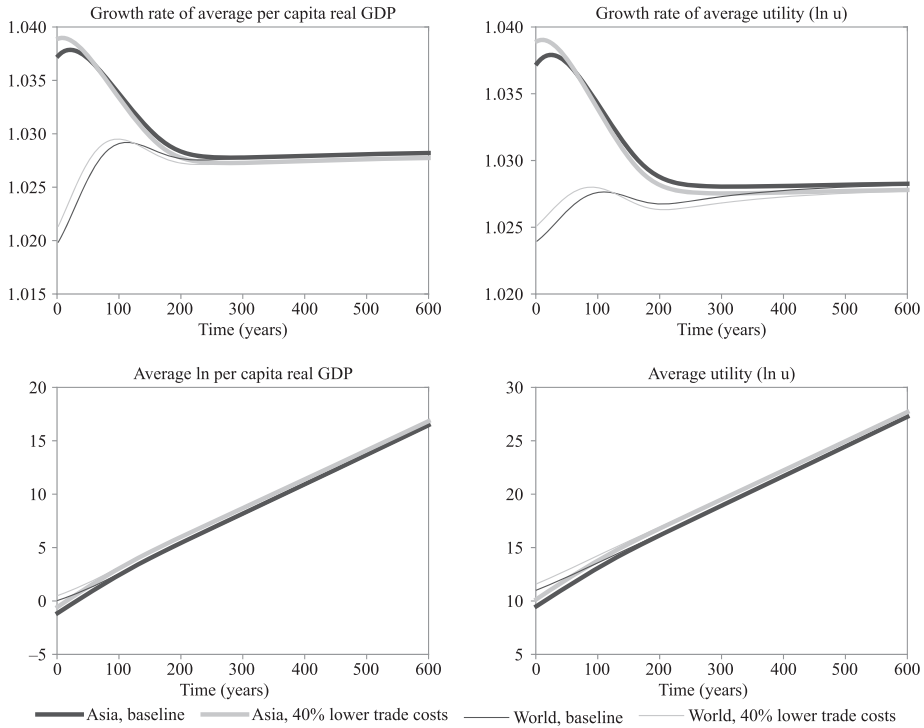 Growth rate of average per capita real GDP
1.040
1.035
1.030
1.025
1.020
1.015
0 100 200 300 400 500 600
Time (years)
Growth rate of average utility (ln u)
1.040
1.035
1.030
1.025
1.020
0 100 200 300 400 500 600
Time (years)
Average ln per capita real GDP
20
15
10
5
0
–5
0 100 200 300 400 500 600
Time (years)
Average utility (ln u)
30
25
20
15
10
5
0 100 200 300 400 500 600
Time (years)
Asia, baseline Asia, 40% lower trade costs World, baseline World, 40% lower trade costs